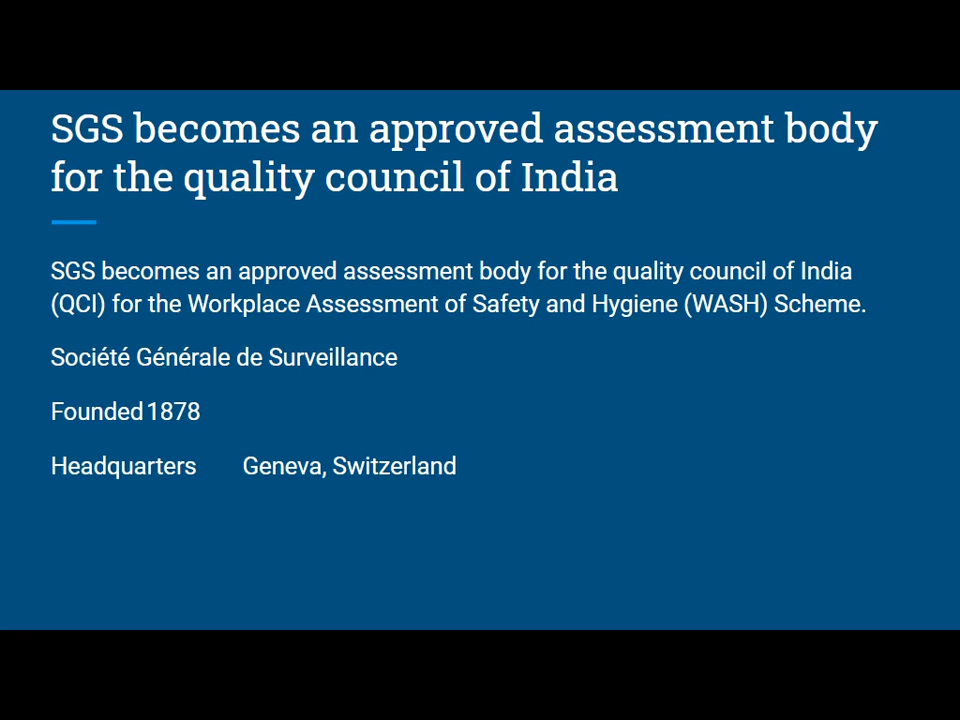 SGS becomes an approved assessment body
for the quality council of India
SGS becomes an approved assessment body for the quality council of India
(QCI) for the Workplace Assessment of Safety and Hygiene (WASH) Scheme.
Société Générale de Surveillance
Founded 1878
Headquarters Geneva, Switzerland